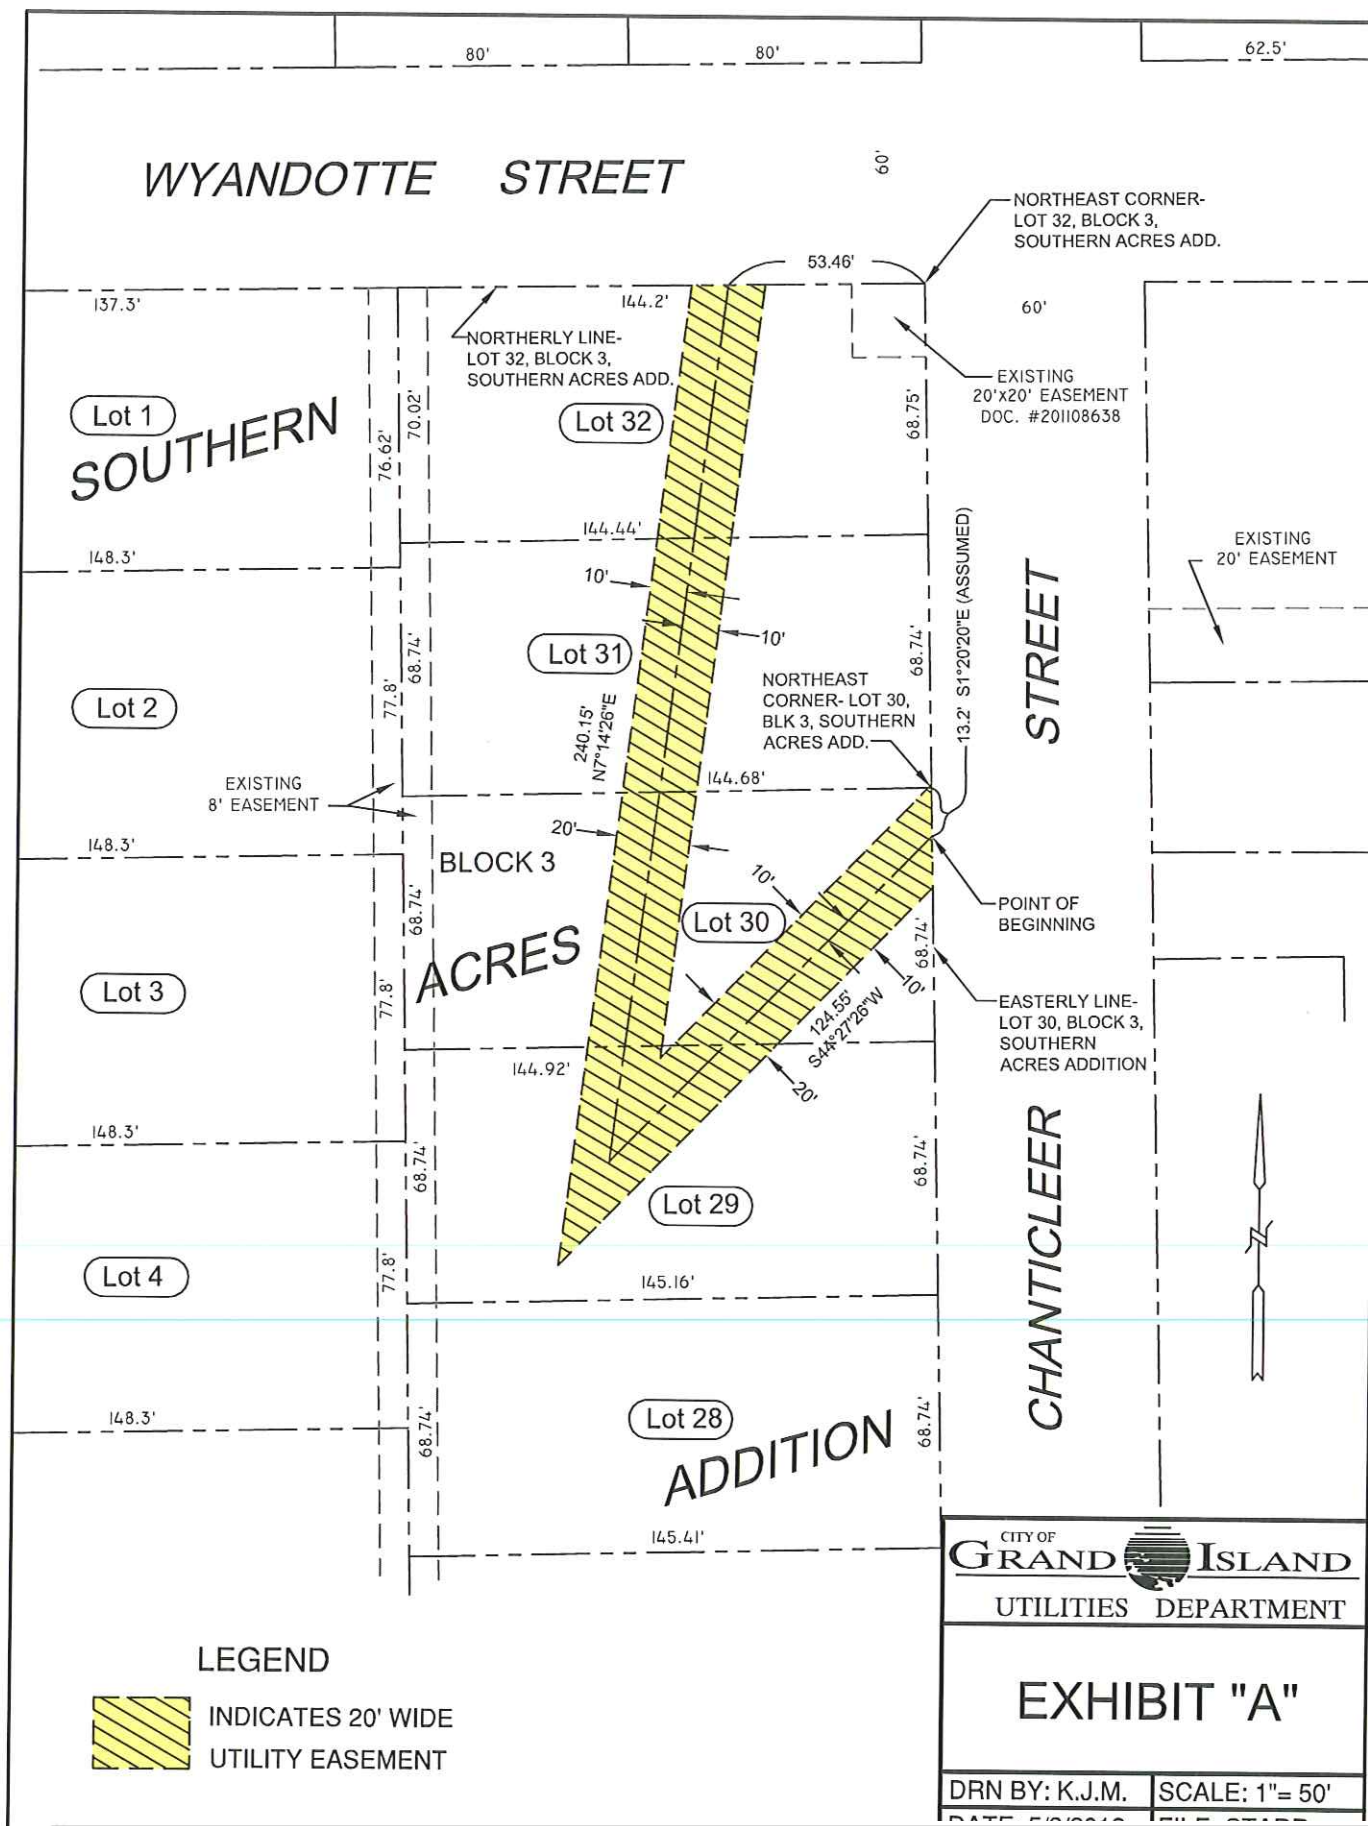 80'
80'
62.5'
WYANDOTTE STREET
60'
NORTHEAST CORNER-
LOT 32, BLOCK 3,
SOUTHERN ACRES ADD.
53.46'
137.3'
144.2'
60'
NORTHERLY LINE-
LOT 32, BLOCK 3,
SOUTHERN ACRES ADD.
EXISTING
20'x20' EASEMENT
DOC. #201108638
Lot 1
Lot 32
SOUTHERN
76.62'
70.02'
68.75'
148.3'
144.44'
13.2' S1°20'20"E (ASSUMED)
EXISTING
20' EASEMENT
10'
10'
Lot 31
68.74'
77.8'
68.74'
STREET
Lot 2
240.15'
N7°14'26"E
NORTHEAST
CORNER- LOT 30,
BLK 3, SOUTHERN
ACRES ADD.
144.68'
EXISTING
8' EASEMENT
20'
148.3'
BLOCK 3
10'
Lot 30
68.74'
68.74'
POINT OF
BEGINNING
ACRES
10'
Lot 3
77.8'
124.55'
S44°27'26"W
EASTERLY LINE-
LOT 30, BLOCK 3,
SOUTHERN
ACRES ADDITION
144.92'
20'
148.3'
68.74'
68.74'
Lot 29
CHANTICLEER
Lot 4
77.8'
145.16'
N
148.3'
68.74'
Lot 28
68.74'
ADDITION
145.41'
CITY OF
GRAND ISLAND
UTILITIES DEPARTMENT
LEGEND
INDICATES 20' WIDE
UTILITY EASEMENT
EXHIBIT "A"
DRN BY: K.J.M.
SCALE: 1"= 50'